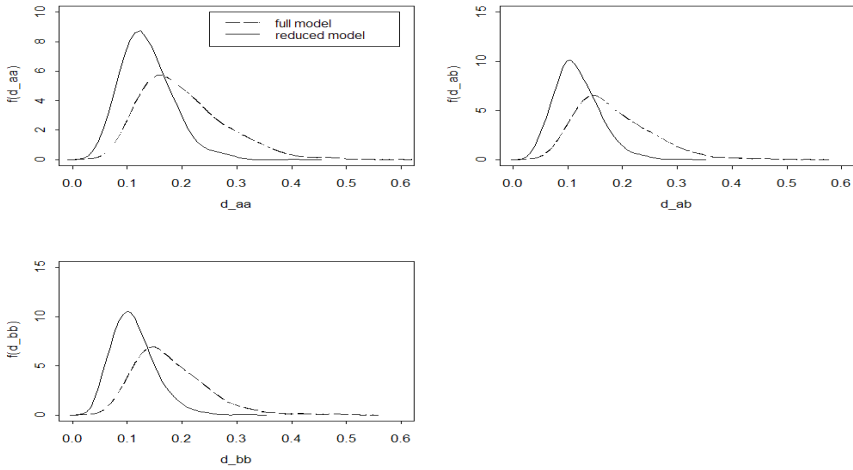 full model
reduced model
f(d_aa)
0 2 4 6 8 10
0.0 0.1 0.2 0.3 0.4 0.5 0.6
d_aa
f(d_ab)
0 5 10 15
0.0 0.1 0.2 0.3 0.4 0.5 0.6
d_ab
f(d_bb)
0 5 10 15
0.0 0.1 0.2 0.3 0.4 0.5 0.6
d_bb